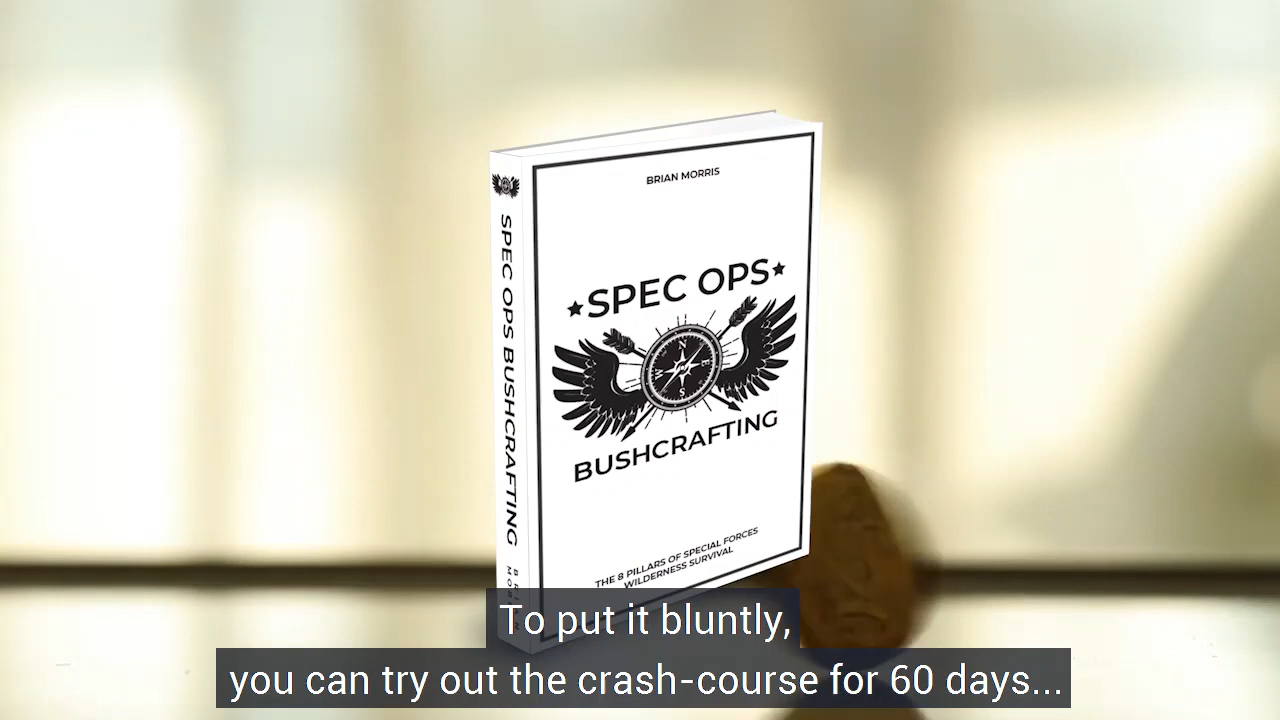 BRIAN MORRIS
SPEC OPS
N
E
S
W
BUSHCRAFTING
THE 8 PILLARS OF SPECIAL FORCES
WILDERNESS SURVIVAL
SPEC OPS BUSHCRAFTING
To put it bluntly,
you can try out the crash-course for 60 days...